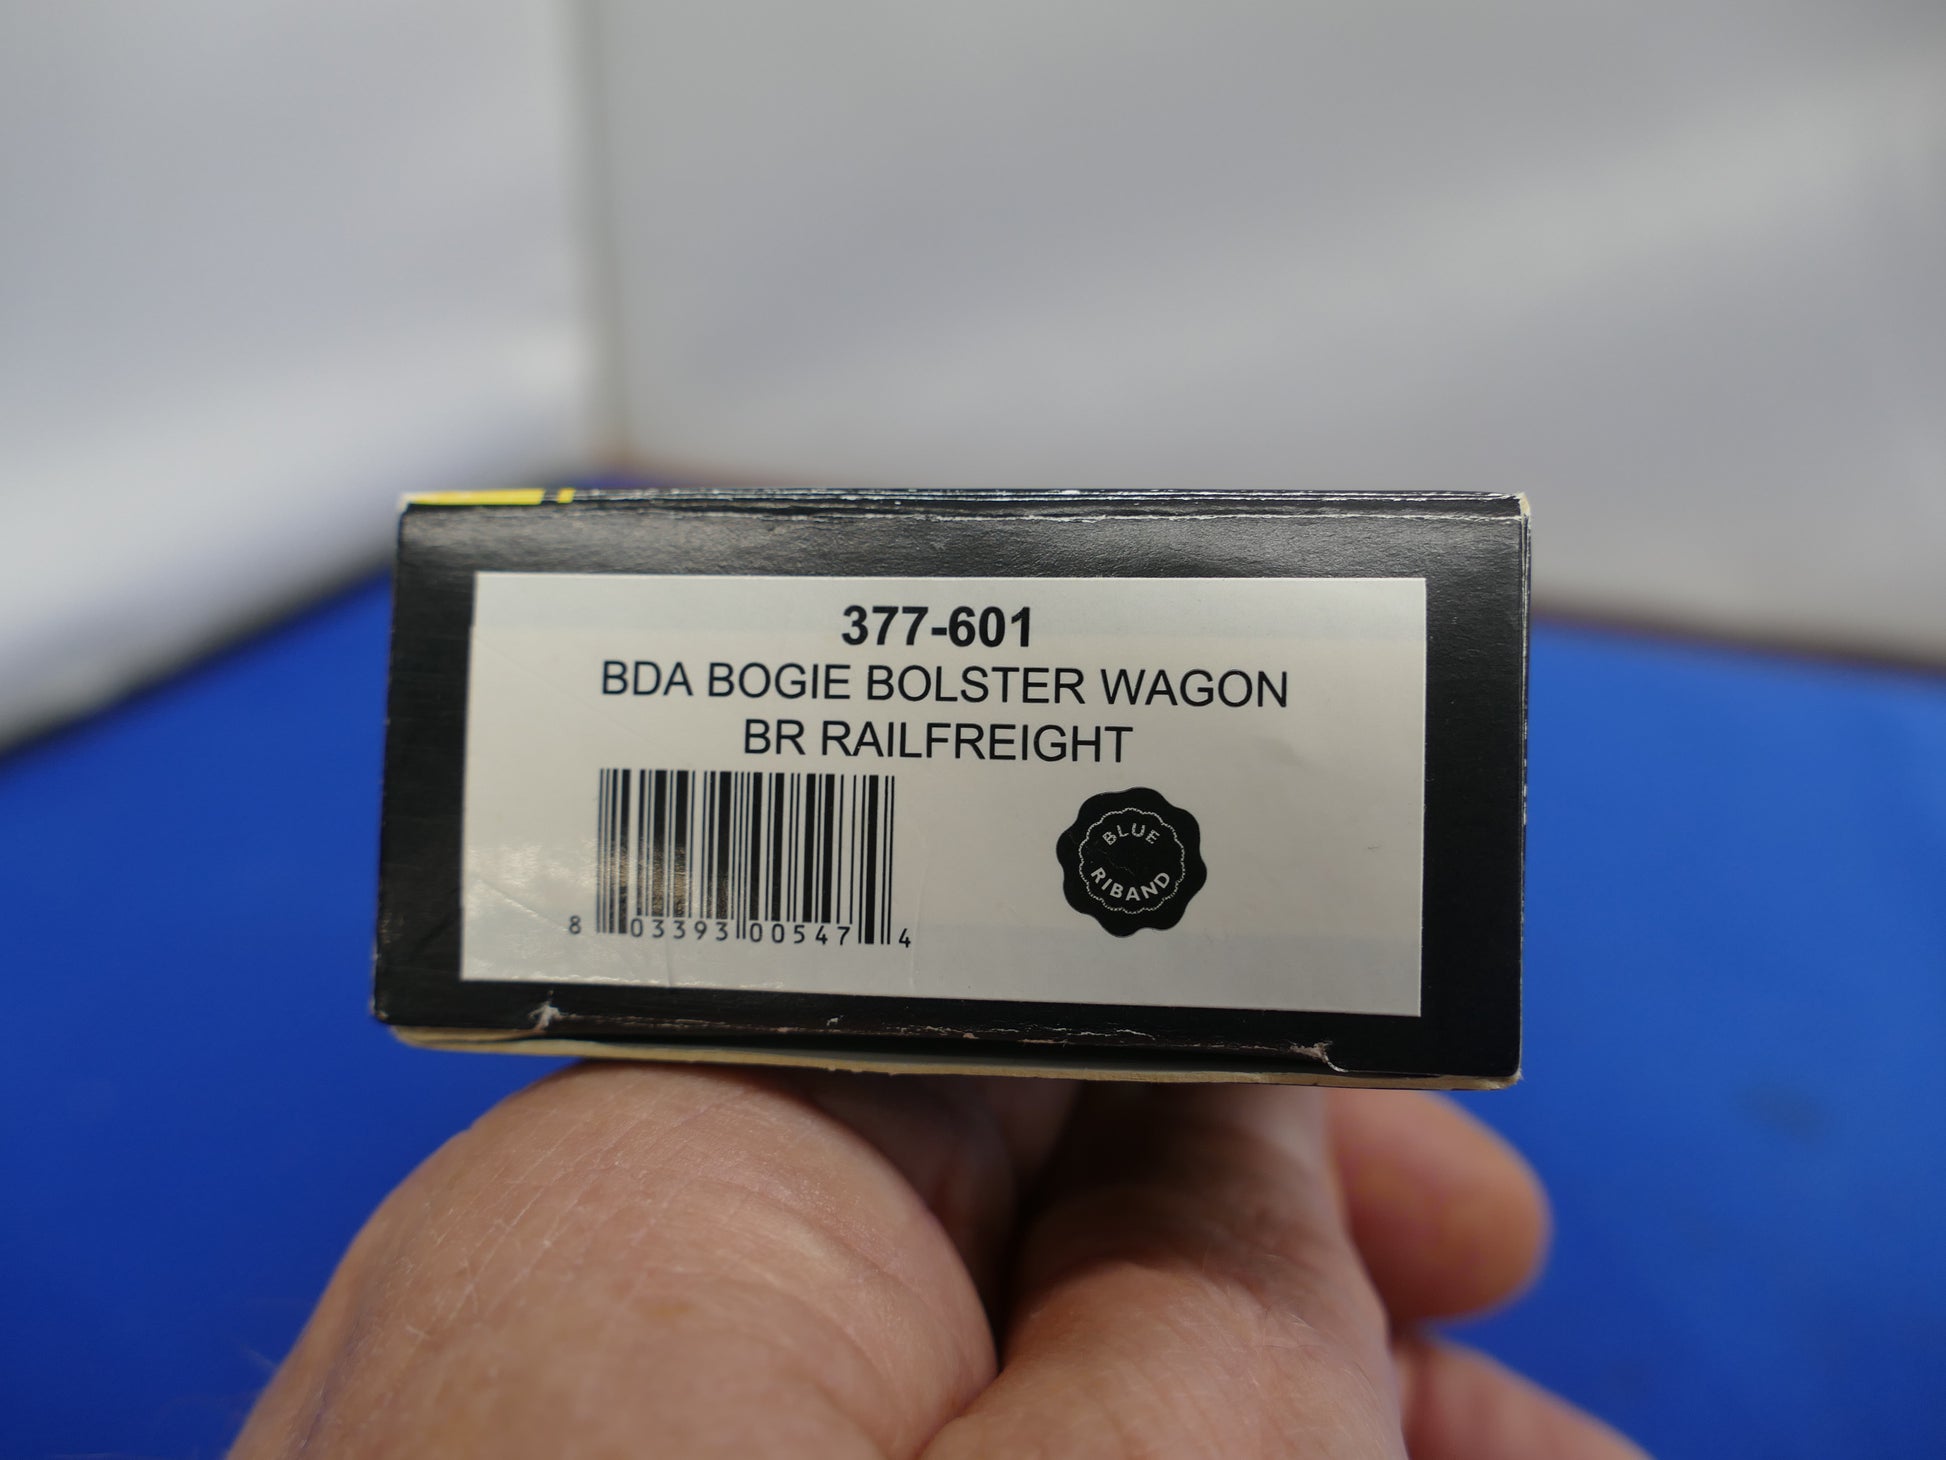 377-601
BDA BOGIE BOLSTER WAGON
BR RAILFREIGHT
8 03393 00547 4
BLUE
RIBAND